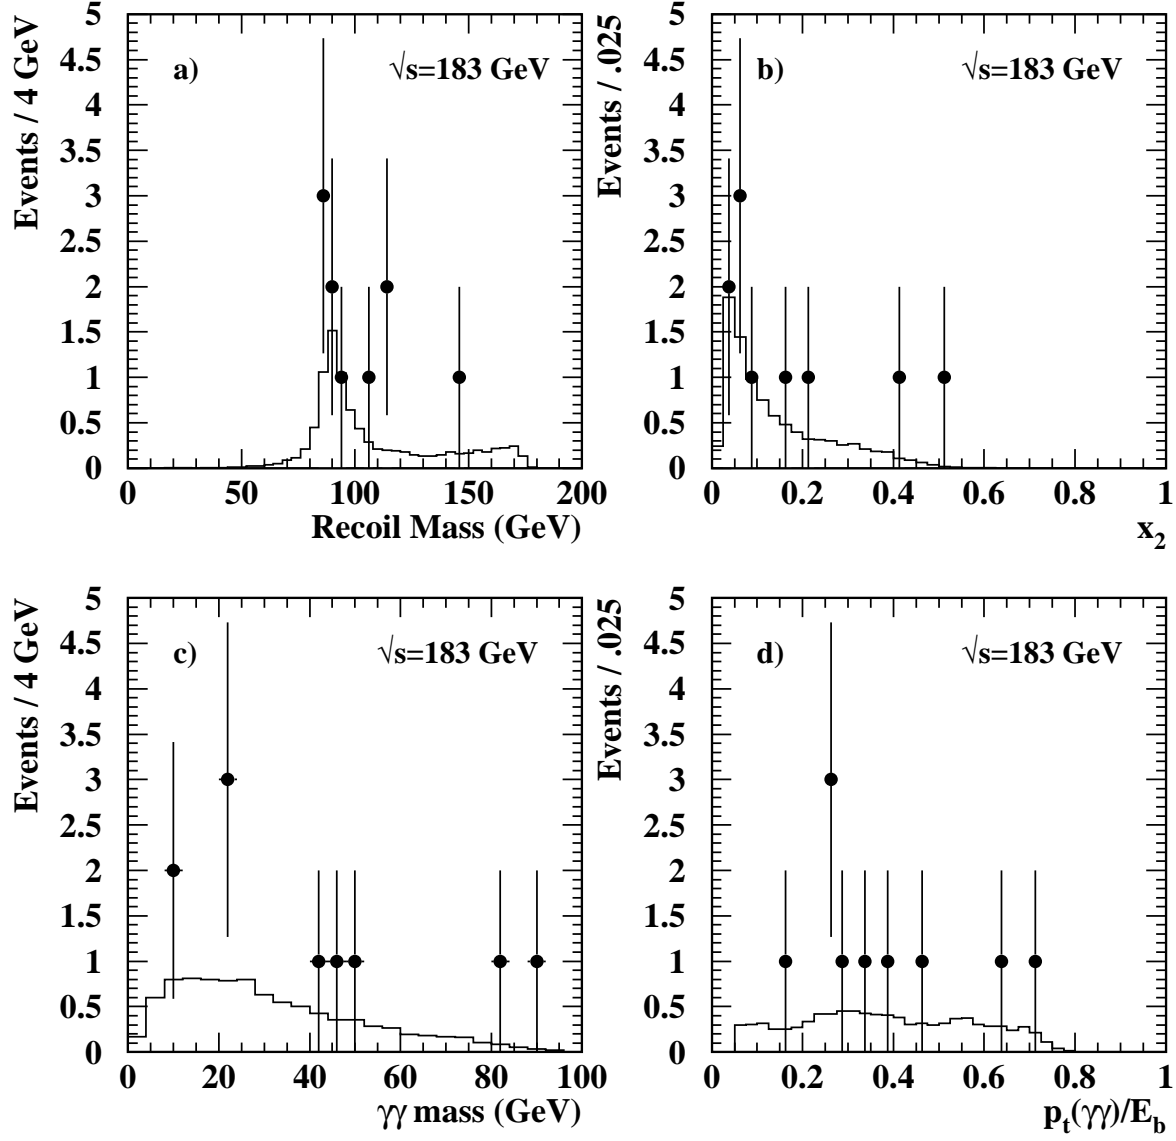 Events / 4 GeV
a)
√s=183 GeV
5
4.5
4
3.5
3
2.5
2
1.5
1
0.5
0
0 50 100 150 200
Recoil Mass (GeV)
Events / .025
b)
√s=183 GeV
5
4.5
4
3.5
3
2.5
2
1.5
1
0.5
0
0 0.2 0.4 0.6 0.8 1
x₂
Events / 4 GeV
c)
√s=183 GeV
5
4.5
4
3.5
3
2.5
2
1.5
1
0.5
0
0 20 40 60 80 100
γγ mass (GeV)
Events / .025
d)
√s=183 GeV
5
4.5
4
3.5
3
2.5
2
1.5
1
0.5
0
0 0.2 0.4 0.6 0.8 1
p_t(γγ)/E_b